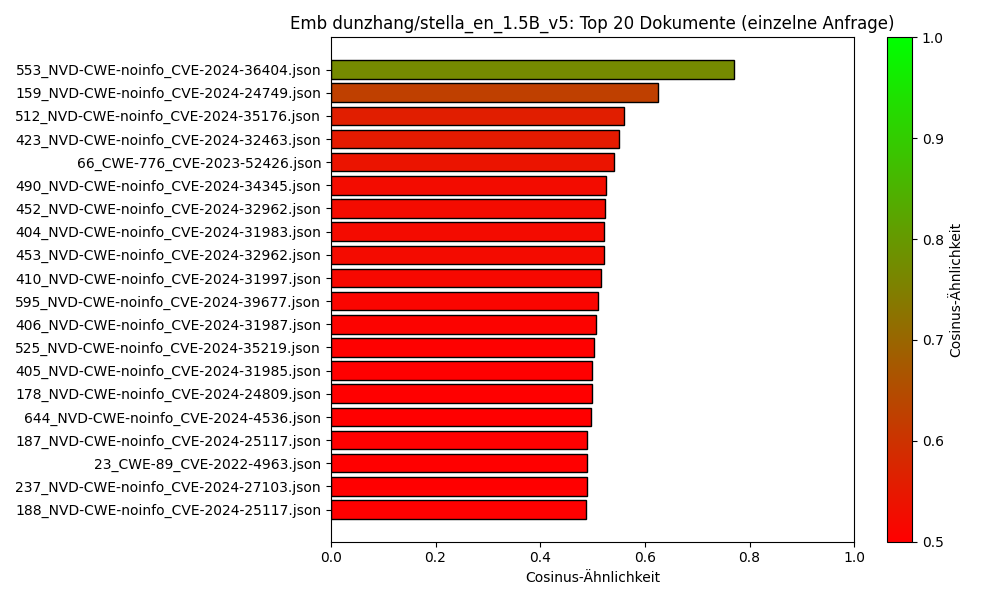 Emb dunzhang/stella_en_1.5B_v5: Top 20 Dokumente (einzelne Anfrage)
553_NVD-CWE-noinfo_CVE-2024-36404.json
159_NVD-CWE-noinfo_CVE-2024-24749.json
512_NVD-CWE-noinfo_CVE-2024-35176.json
423_NVD-CWE-noinfo_CVE-2024-32463.json
66_CWE-776_CVE-2023-52426.json
490_NVD-CWE-noinfo_CVE-2024-34345.json
452_NVD-CWE-noinfo_CVE-2024-32962.json
404_NVD-CWE-noinfo_CVE-2024-31983.json
453_NVD-CWE-noinfo_CVE-2024-32962.json
410_NVD-CWE-noinfo_CVE-2024-31997.json
595_NVD-CWE-noinfo_CVE-2024-39677.json
406_NVD-CWE-noinfo_CVE-2024-31987.json
525_NVD-CWE-noinfo_CVE-2024-35219.json
405_NVD-CWE-noinfo_CVE-2024-31985.json
178_NVD-CWE-noinfo_CVE-2024-24809.json
644_NVD-CWE-noinfo_CVE-2024-4536.json
187_NVD-CWE-noinfo_CVE-2024-25117.json
23_CWE-89_CVE-2022-4963.json
237_NVD-CWE-noinfo_CVE-2024-27103.json
188_NVD-CWE-noinfo_CVE-2024-25117.json
0.0 0.2 0.4 0.6 0.8 1.0
Cosinus-Ähnlichkeit
1.0
0.9
0.8
0.7
0.6
0.5
Cosinus-Ähnlichkeit